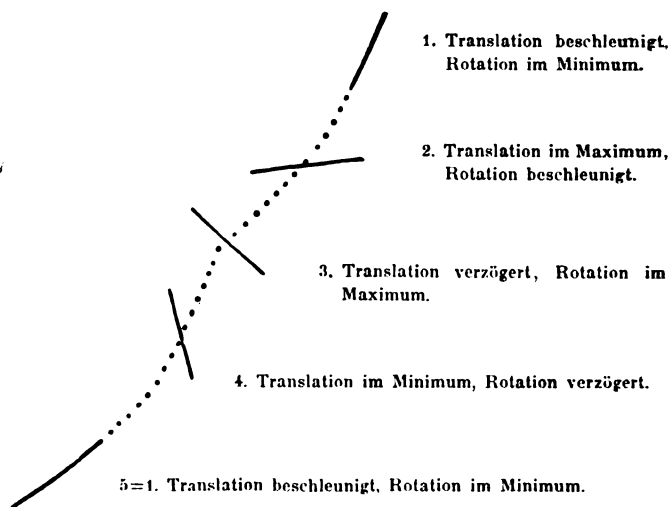 1. Translation beschleunigt,
Rotation im Minimum.
2. Translation im Maximum,
Rotation beschleunigt.
3. Translation verzögert, Rotation im
Maximum.
4. Translation im Minimum, Rotation verzögert.
5=1. Translation beschleunigt, Rotation im Minimum.